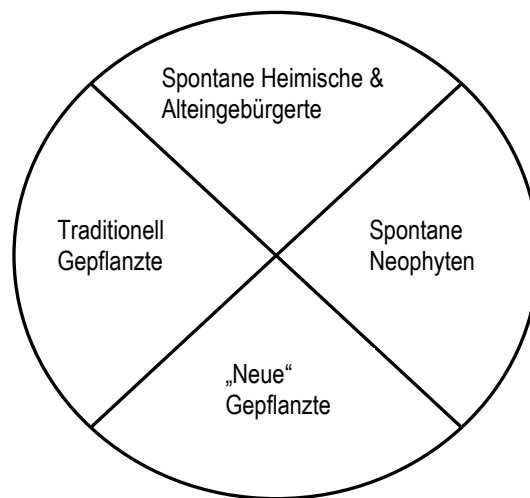 Spontane Heimische &
Alteingebürgerte
Traditionell
Gepflanzte
Spontane
Neophyten
„Neue“
Gepflanzte